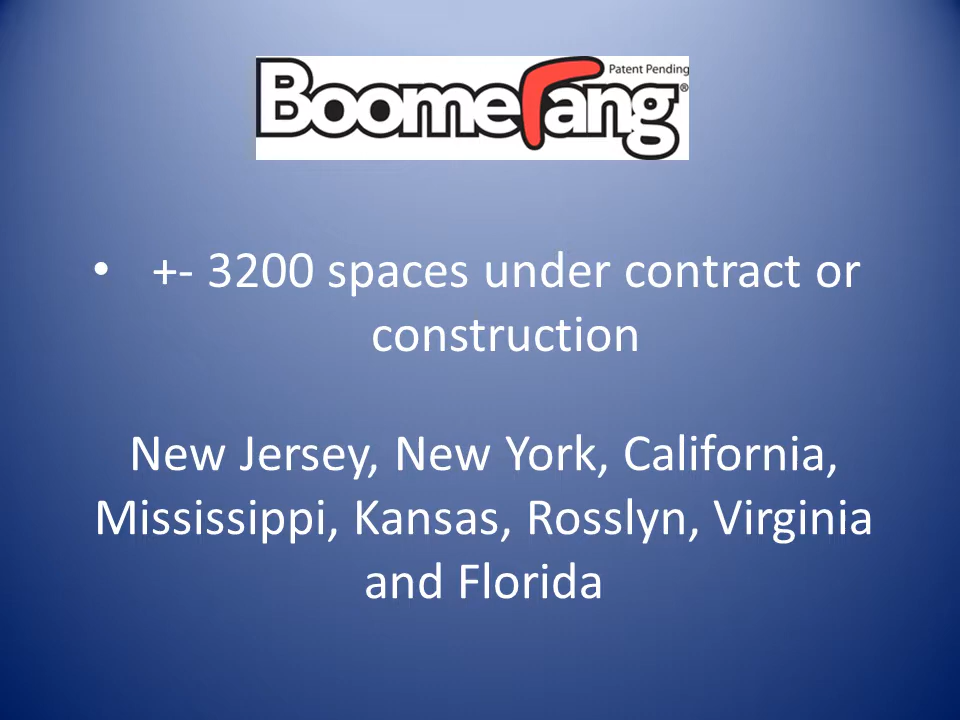 Patent Pending
Boomerang®
• +- 3200 spaces under contract or
construction
New Jersey, New York, California,
Mississippi, Kansas, Rosslyn, Virginia
and Florida